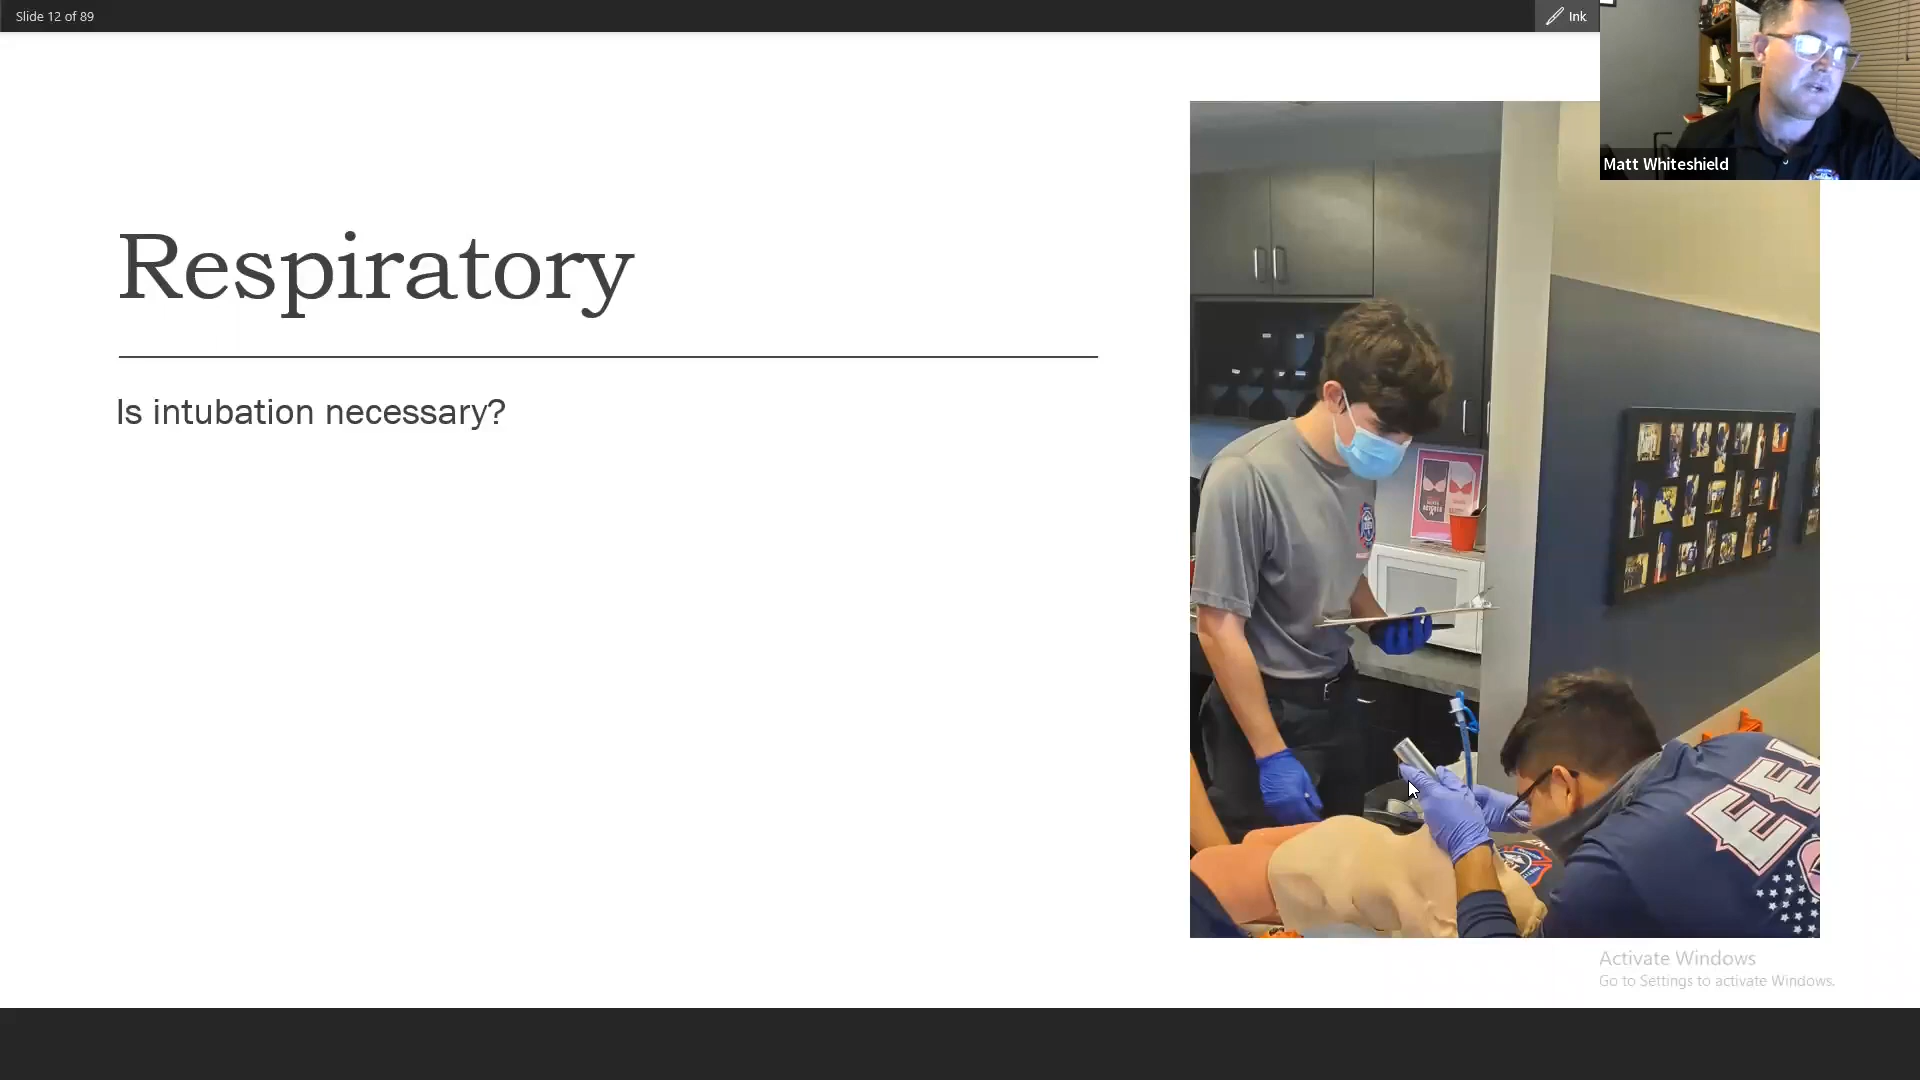 Slide 12 of 89
Ink
Matt Whiteshield
Respiratory
Is intubation necessary?
Activate Windows
Go to Settings to activate Windows.